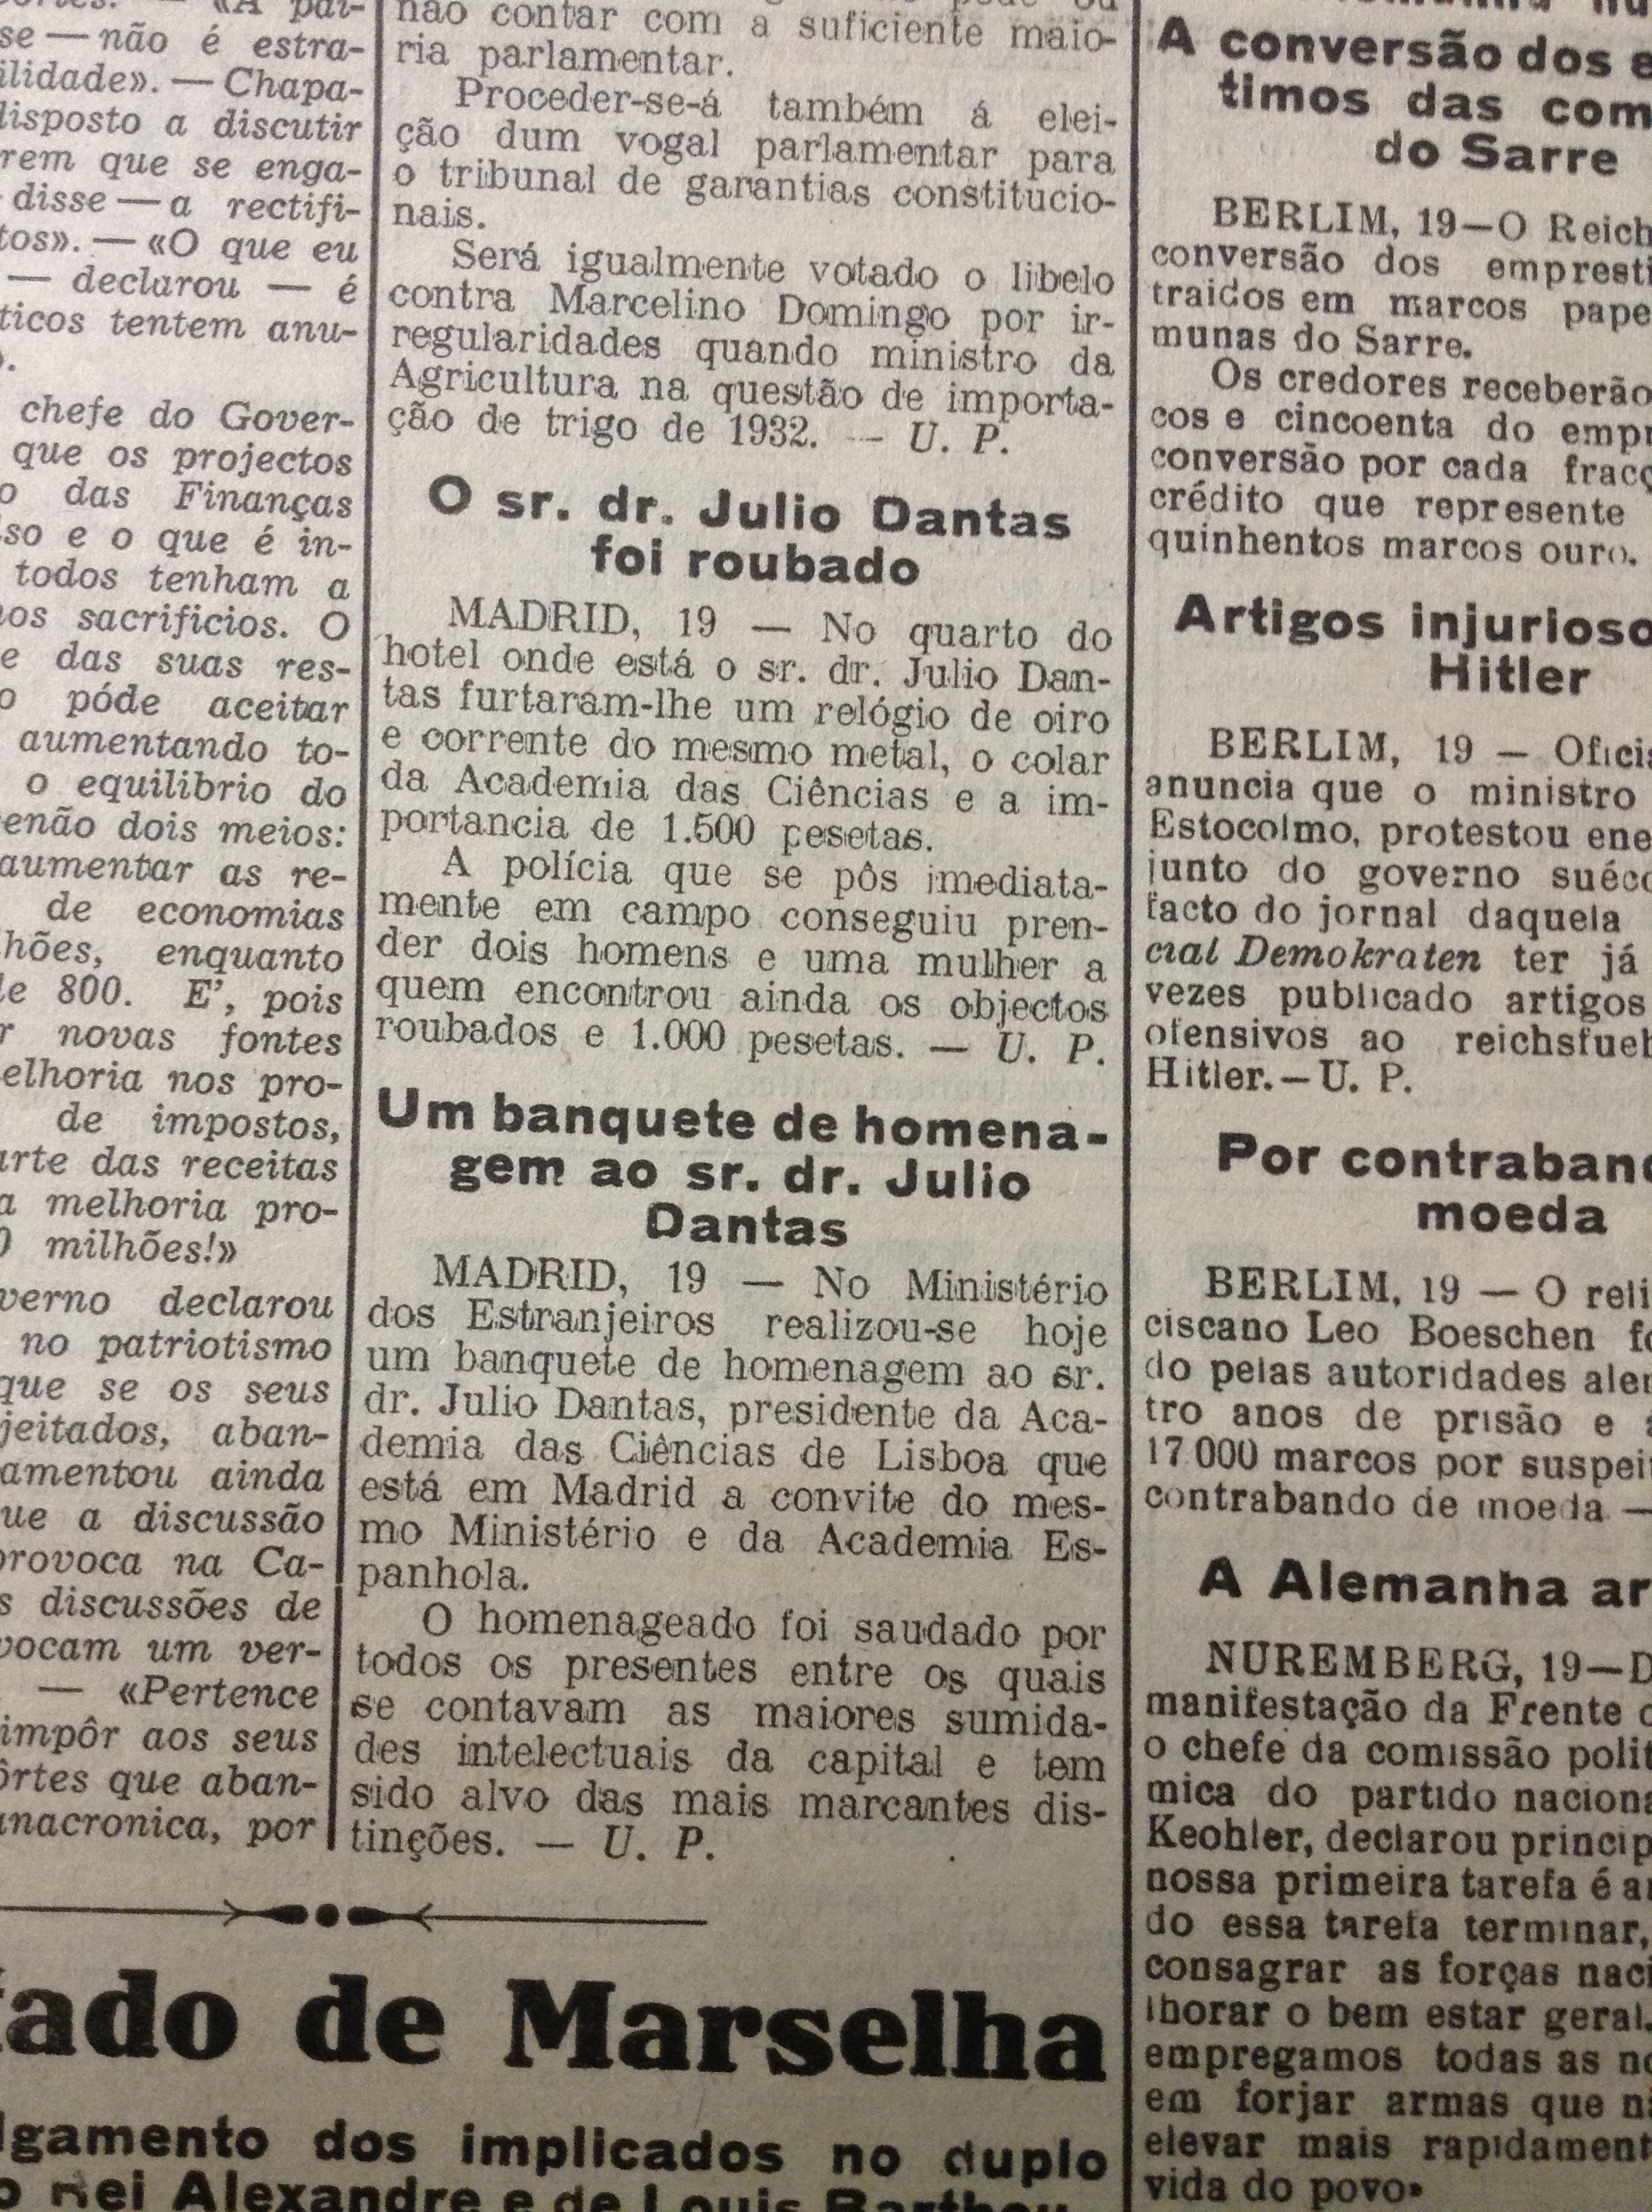 se — não é estra-
ilidade». — Chapa-
disposto a discutir
rem que se enga-
disse — a rectifi-
tos». — «O que eu
— declarou — é
ticos tentem anu-
chefe do Gover-
que os projectos
das Finanças
so e o que é in-
todos tenham a
sacrificios. O
e das suas res-
o póde aceitar
aumentando to-
o equilibrio do
enão dois meios:
aumentar as re-
de economias
hões, enquanto
de 800. E', pois
r novas fontes
elhoria nos pro-
de impostos,
arte das receitas
a melhoria pro-
0 milhões!»
verno declarou
no patriotismo
que se os seus
jeitados, aban-
amentou ainda
ue a discussão
provoca na Ca-
s discussões de
vocam um ver-
— «Pertence
impôr aos seus
ôrtes que aban-
anacronica, por
não contar com a suficiente maio-
ria parlamentar.
Proceder-se-á também á elei-
ção dum vogal parlamentar para
o tribunal de garantias constitucio-
nais.
Será igualmente votado o libelo
contra Marcelino Domingo por ir-
regularidades quando ministro da
Agricultura na questão de importa-
ção de trigo de 1932. — U. P.
O sr. dr. Julio Dantas
foi roubado
MADRID, 19 — No quarto do
hotel onde está o sr. dr. Julio Dan-
tas furtaram-lhe um relógio de oiro
e corrente do mesmo metal, o colar
da Academia das Ciências e a im-
portancia de 1.500 pesetas.
A polícia que se pôs imediata-
mente em campo conseguiu pren-
der dois homens e uma mulher a
quem encontrou ainda os objectos
roubados e 1.000 pesetas. — U. P.
Um banquete de homena-
gem ao sr. dr. Julio
Dantas
MADRID, 19 — No Ministério
dos Estranjeiros realizou-se hoje
um banquete de homenagem ao sr.
dr. Julio Dantas, presidente da Aca-
demia das Ciências de Lisboa que
está em Madrid a convite do mes-
mo Ministério e da Academia Es-
panhola.
O homenageado foi saudado por
todos os presentes entre os quais
se contavam as maiores sumida-
des intelectuais da capital e tem
sido alvo das mais marcantes dis-
tinções. — U. P.
A conversão dos e
timos das com
do Sarre
BERLIM, 19—O Reich
conversão dos empresti
traidos em marcos pape
munas do Sarre.
Os credores receberão
cos e cincoenta do empr
conversão por cada fracç
crédito que represente
quinhentos marcos ouro.
Artigos injurioso
Hitler
BERLIM, 19 — Oficia
anuncia que o ministro
Estocolmo, protestou ene
junto do governo suéco
facto do jornal daquela
cial Demokraten ter já
vezes publicado artigos
ofensivos ao reichsfueh
Hitler.—U. P.
Por contraband
moeda
BERLIM, 19 — O reli
ciscano Leo Boeschen fo
do pelas autoridades alem
tro anos de prisão e a
17 000 marcos por suspeit
contrabando de moeda —
A Alemanha ar
NUREMBERG, 19—D
manifestação da Frente d
o chefe da comissão polit
mica do partido naciona
Keohler, declarou princip
nossa primeira tarefa é ar
do essa tarefa terminar,
consagrar as forças naci
lhorar o bem estar geral.
empregamos todas as no
em forjar armas que nã
elevar mais rapidament
vida do povo»
tado de Marselha
lgamento dos implicados no duplo
o Rei Alexandre e de Louis Barthou